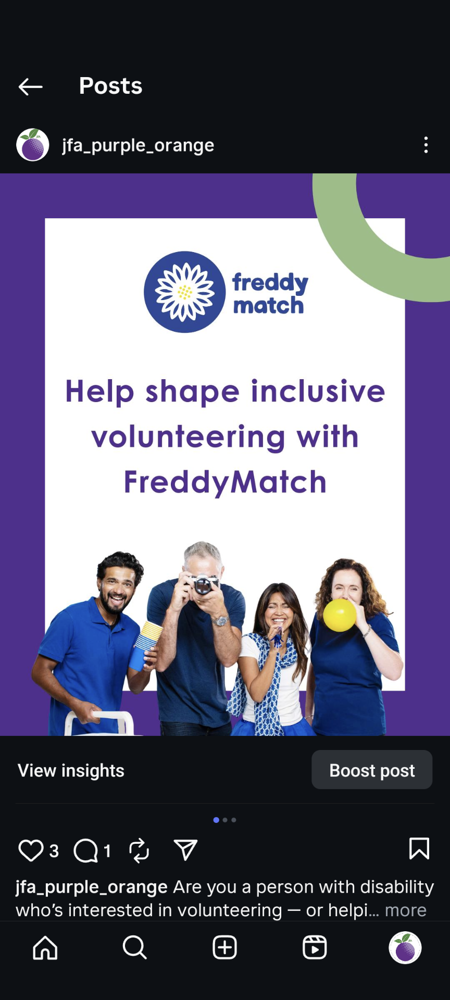 Posts
jfa_purple_orange
freddy
match
Help shape inclusive
volunteering with
FreddyMatch
View insights
Boost post
3
1
jfa_purple_orange Are you a person with disability
who’s interested in volunteering — or helpi... more